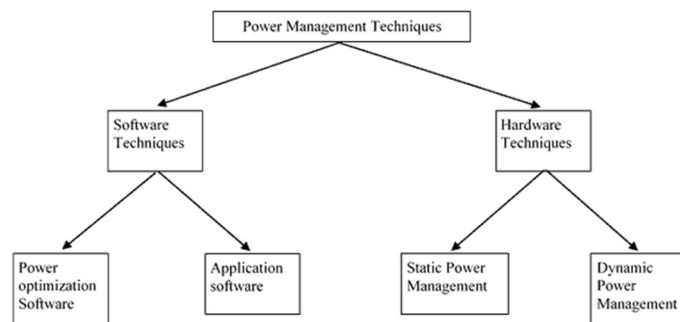 Power Management Techniques
Software
Techniques
Hardware
Techniques
Power
optimization
Software
Application
software
Static Power
Management
Dynamic
Power
Management